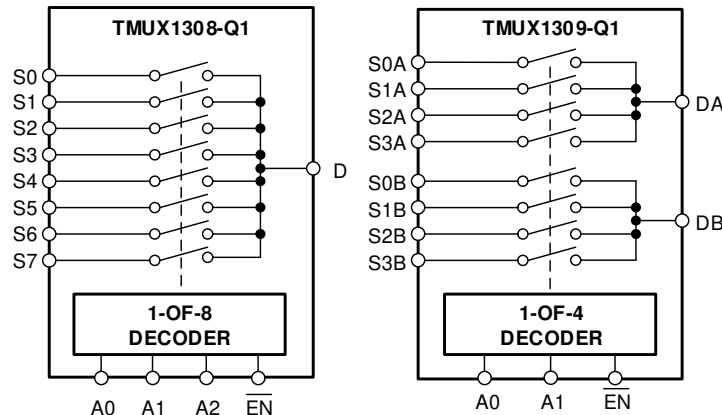 TMUX1308-Q1
S0
S1
S2
S3
S4
S5
S6
S7
D
1-OF-8
DECODER
A0 A1 A2 EN
TMUX1309-Q1
S0A
S1A
S2A
S3A
DA
S0B
S1B
S2B
S3B
DB
1-OF-4
DECODER
A0 A1 EN